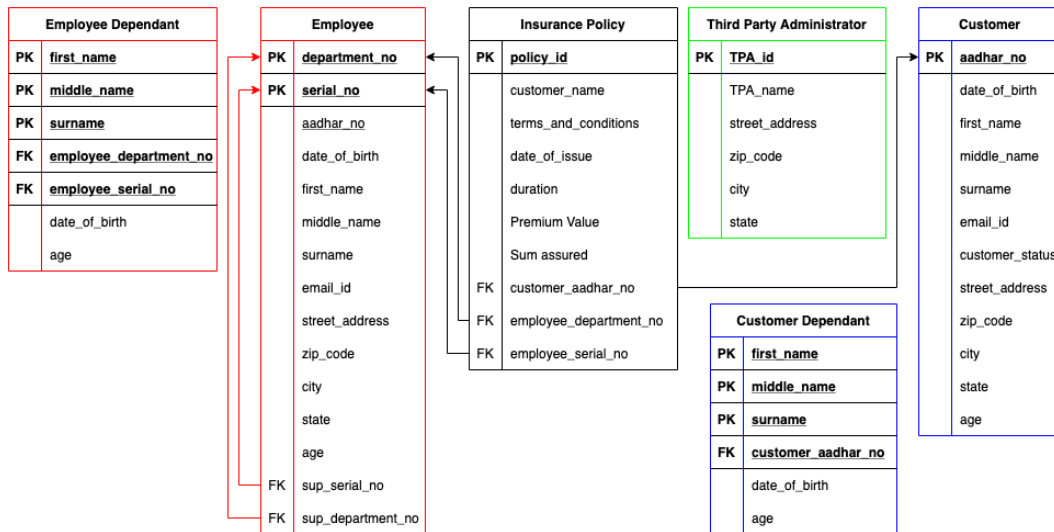 Employee Dependant
PK first_name
PK middle_name
PK surname
FK employee_department_no
FK employee_serial_no
date_of_birth
age
Employee
PK department_no
PK serial_no
aadhar_no
date_of_birth
first_name
middle_name
surname
email_id
street_address
zip_code
city
state
age
FK sup_serial_no
FK sup_department_no
Insurance Policy
PK policy_id
customer_name
terms_and_conditions
date_of_issue
duration
Premium Value
Sum assured
FK customer_aadhar_no
FK employee_department_no
FK employee_serial_no
Third Party Administrator
PK TPA_id
TPA_name
street_address
zip_code
city
state
Customer Dependant
PK first_name
PK middle_name
PK surname
FK customer_aadhar_no
date_of_birth
age
Customer
PK aadhar_no
date_of_birth
first_name
middle_name
surname
email_id
customer_status
street_address
zip_code
city
state
age